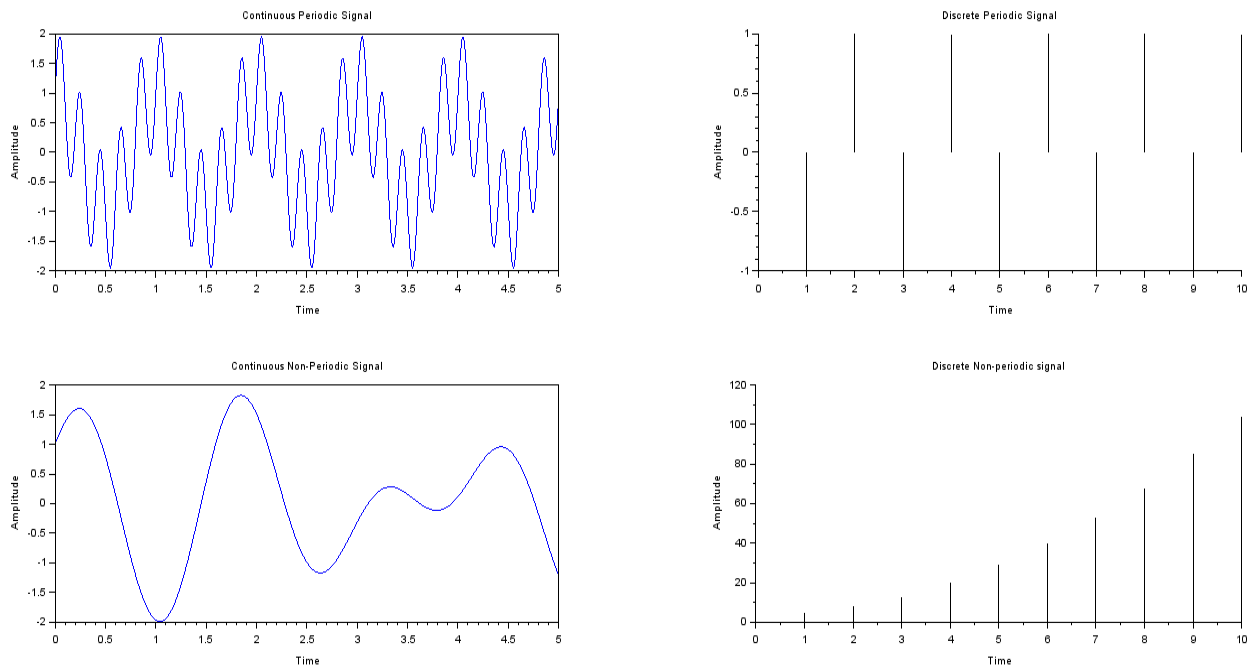 Continuous Periodic Signal
2
1.5
1
0.5
0
-0.5
-1
-1.5
-2
Amplitude
0 0.5 1 1.5 2 2.5 3 3.5 4 4.5 5
Time
Discrete Periodic Signal
1
0.5
0
-0.5
-1
Amplitude
0 1 2 3 4 5 6 7 8 9 10
Time
Continuous Non-Periodic Signal
2
1.5
1
0.5
0
-0.5
-1
-1.5
-2
Amplitude
0 0.5 1 1.5 2 2.5 3 3.5 4 4.5 5
Time
Discrete Non-periodic signal
120
100
80
60
40
20
0
Amplitude
0 1 2 3 4 5 6 7 8 9 10
Time